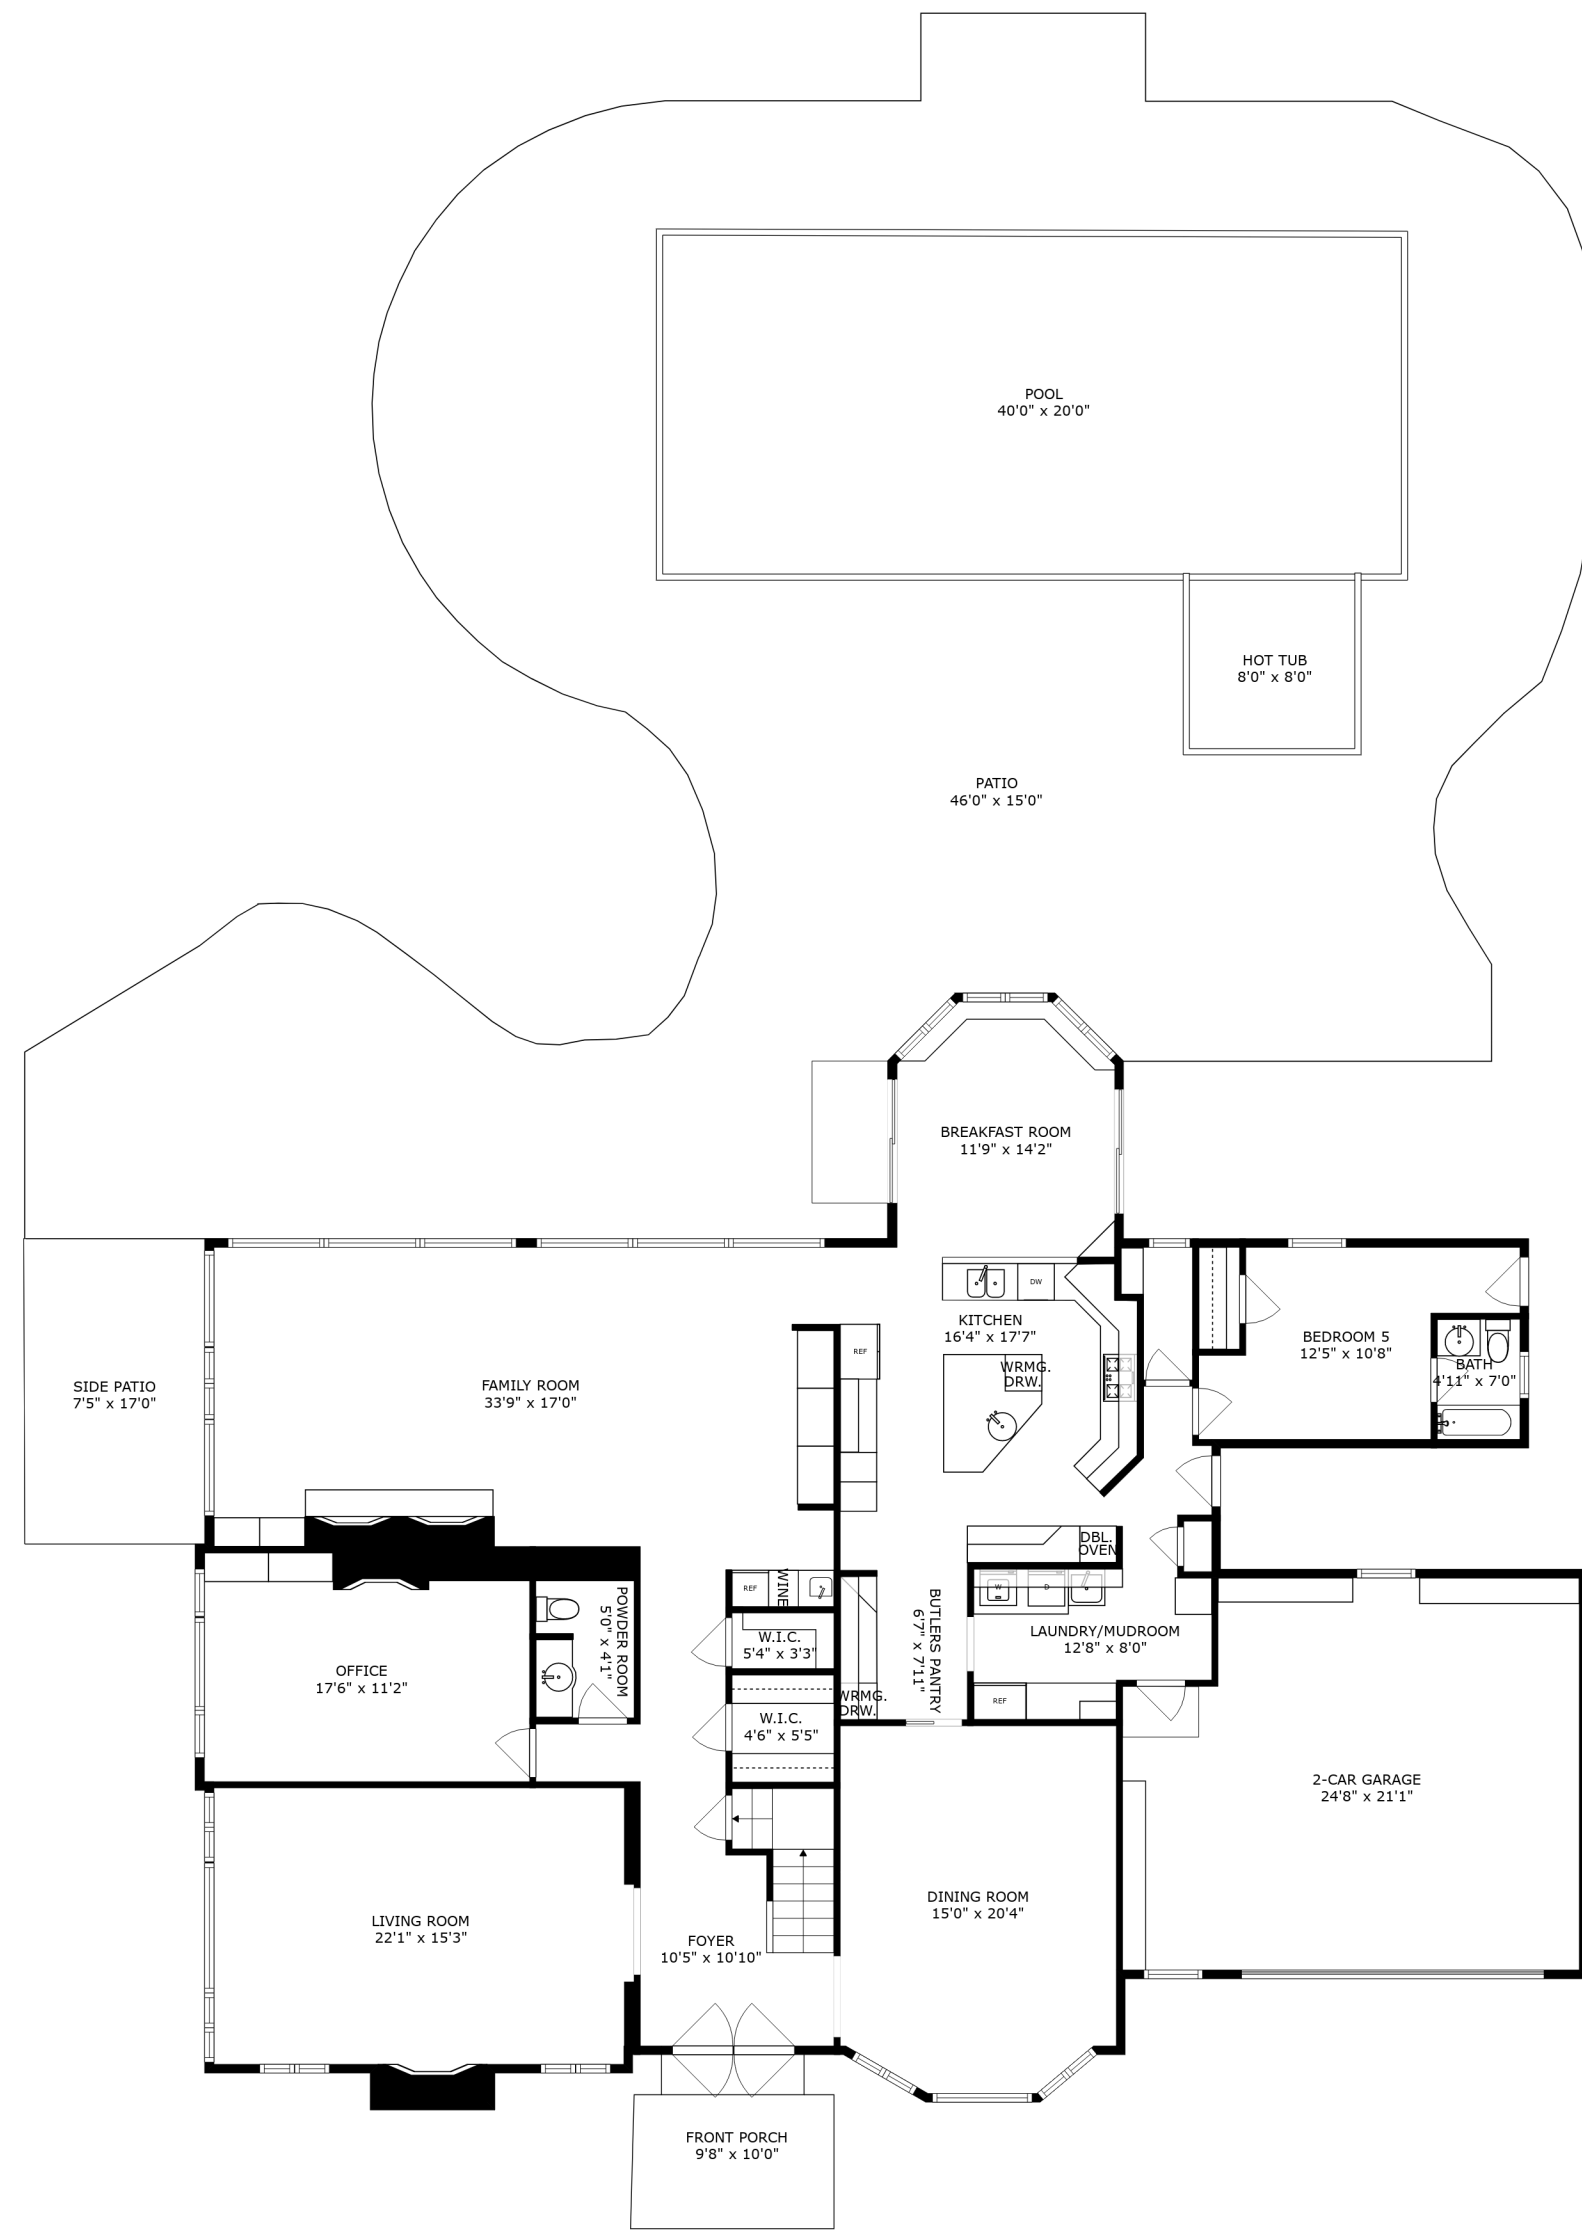 POOL
40'0" x 20'0"
HOT TUB
8'0" x 8'0"
PATIO
46'0" x 15'0"
BREAKFAST ROOM
11'9" x 14'2"
DW
KITCHEN
16'4" x 17'7"
REF
WRMG.
DRW.
BEDROOM 5
12'5" x 10'8"
BATH
4'11" x 7'0"
SIDE PATIO
7'5" x 17'0"
FAMILY ROOM
33'9" x 17'0"
DBL.
OVEN
REF
WINE
W
D
POWDER ROOM
5'0" x 4'1"
BUTLERS PANTRY
6'7" x 7'11"
W.I.C.
5'4" x 3'3"
LAUNDRY/MUDROOM
12'8" x 8'0"
OFFICE
17'6" x 11'2"
WRMG.
DRW.
REF
W.I.C.
4'6" x 5'5"
2-CAR GARAGE
24'8" x 21'1"
DINING ROOM
15'0" x 20'4"
LIVING ROOM
22'1" x 15'3"
FOYER
10'5" x 10'10"
FRONT PORCH
9'8" x 10'0"